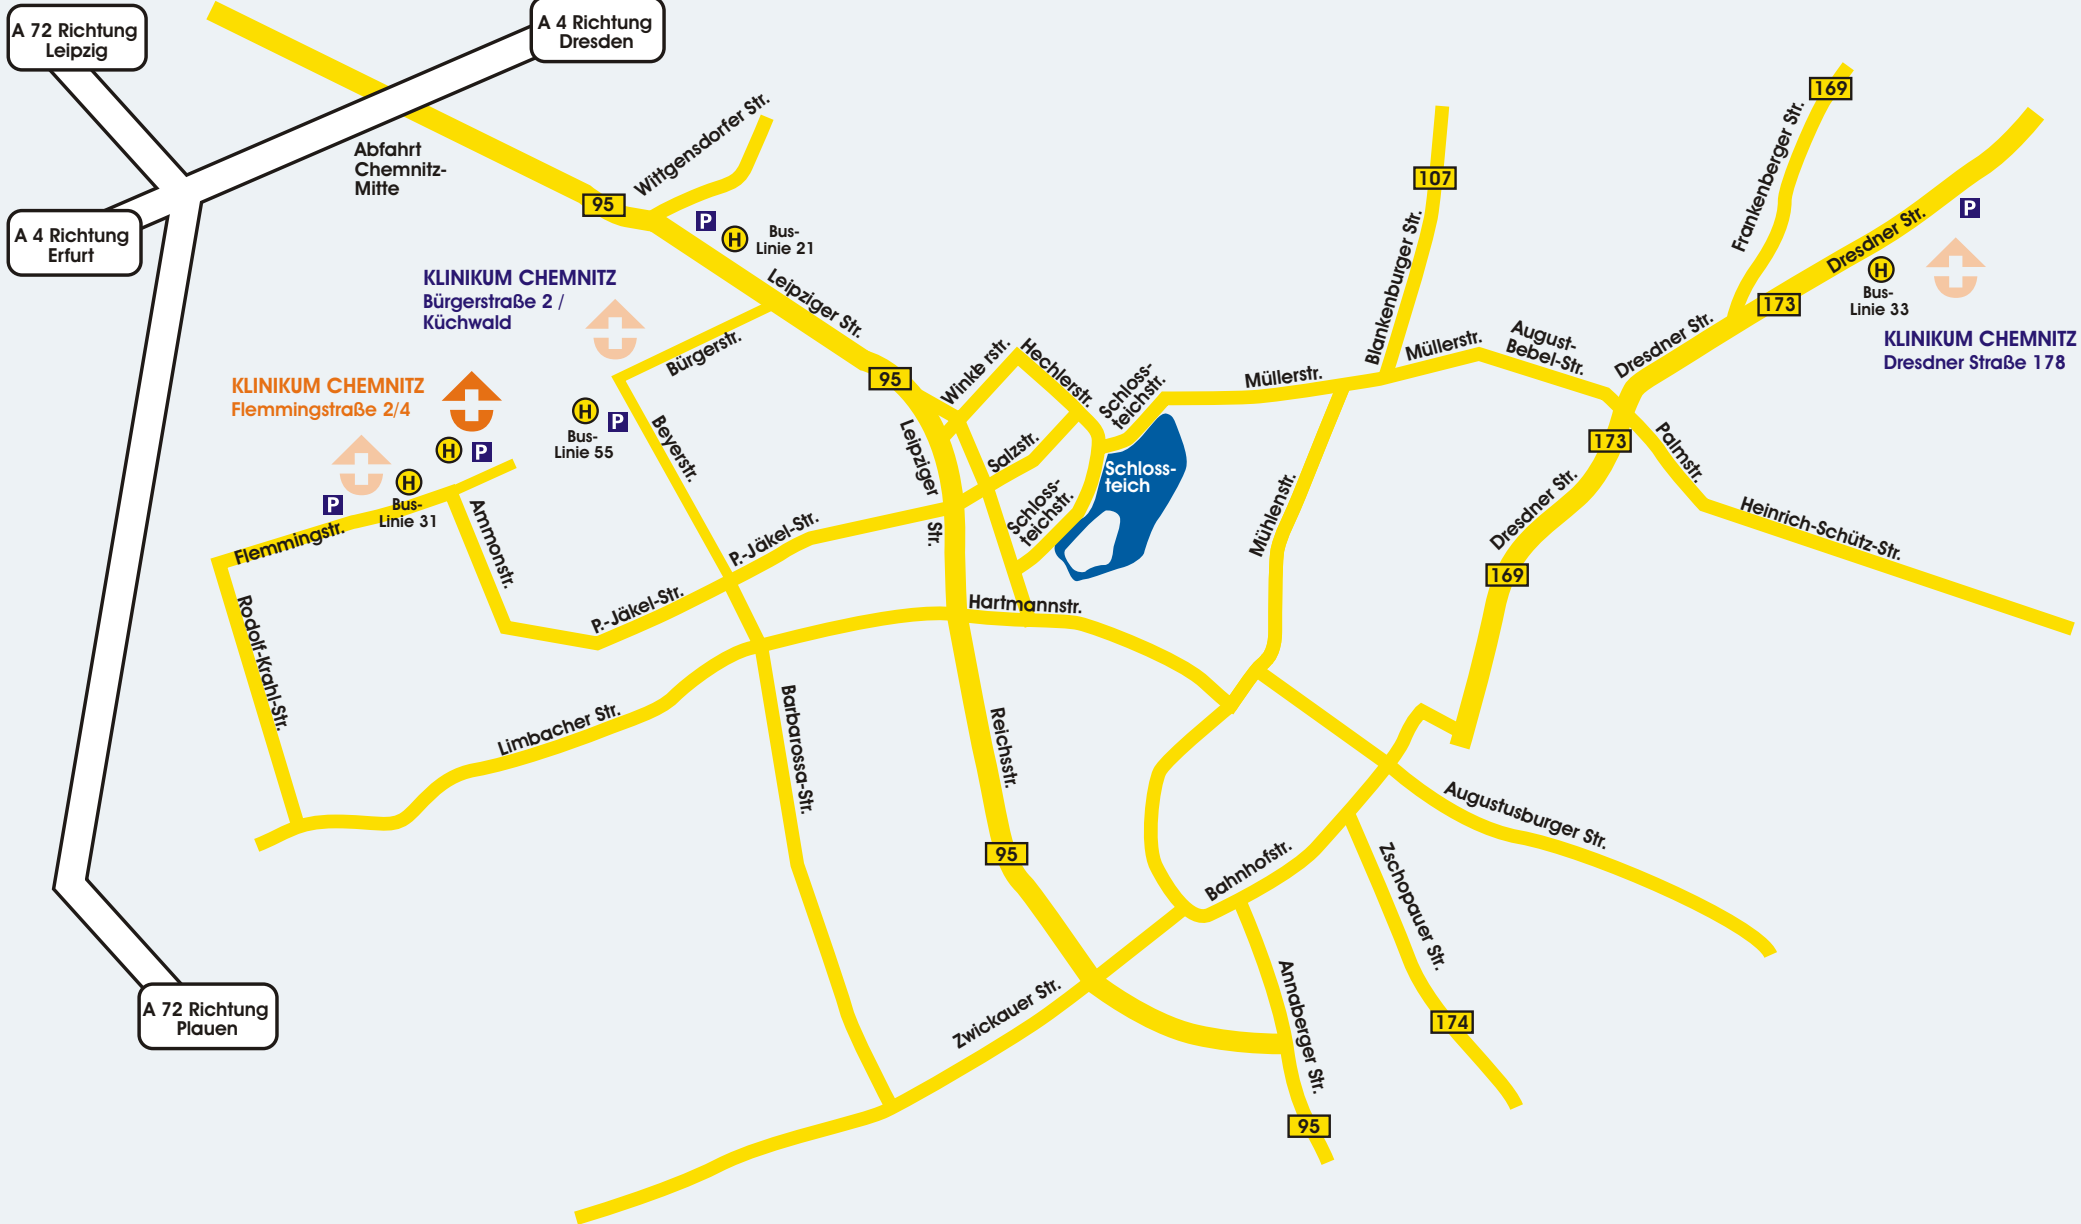 A 72 Richtung
Leipzig
A 4 Richtung
Dresden
A 4 Richtung
Erfurt
Abfahrt
Chemnitz-
Mitte
95
Wittgensdorfer Str.
P
H
Bus-
Linie 21
KLINIKUM CHEMNITZ
Bürgerstraße 2 /
Küchwald
Leipziger Str.
Bürgerstr.
95
KLINIKUM CHEMNITZ
Flemmingstraße 2/4
H
P
H
P
Bus-
Linie 31
H
P
Bus-
Linie 55
Beyerstr.
Flemmingstr.
Ammonstr.
Rodolf-Krahl-Str.
P.-Jäkel-Str.
P.-Jäkel-Str.
Limbacher Str.
Barbarossa-Str.
Leipziger
Str.
Winklerstr.
Hechlerstr.
Salzstr.
Schloss-
teichstr.
Schloss-
teichstr.
Schloss-
teich
Hartmannstr.
Reichsstr.
95
Müllerstr.
Blankenburger Str.
107
Müllerstr.
August-
Bebel-Str.
Mühlenstr.
Dresdner Str.
173
Frankenberger Str.
169
Dresdner Str.
P
H
Bus-
Linie 33
KLINIKUM CHEMNITZ
Dresdner Straße 178
173
Palmstr.
Heinrich-Schütz-Str.
Dresdner Str.
169
Augustusburger Str.
Bahnhofstr.
Zschopauer Str.
174
Annaberger Str.
95
Zwickauer Str.
A 72 Richtung
Plauen